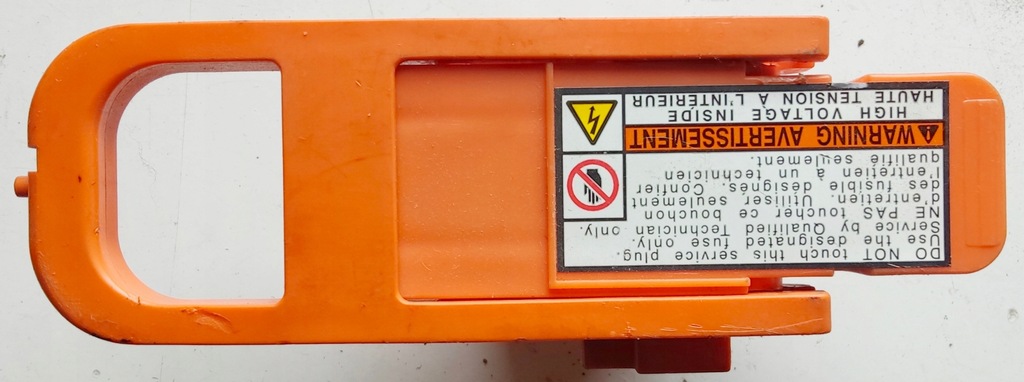 DO NOT touch this service plug.
Use the designated fuse only.
Service by Qualified Technician only.
NE PAS toucher ce bouchon
d'entretien. Utiliser seulement
des fusible désignés. Confier
l'entretien à un technicien
qualifié seulement.
WARNING AVERTISSEMENT
HIGH VOLTAGE INSIDE
HAUTE TENSION À L'INTÉRIEUR